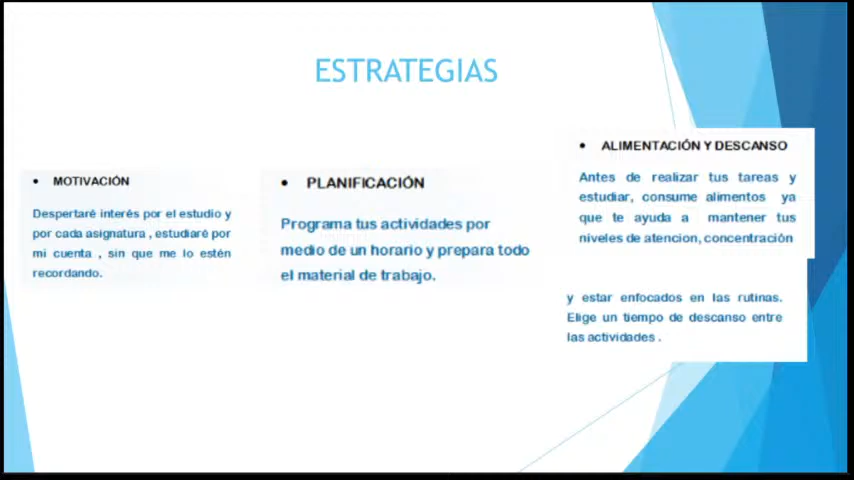 ESTRATEGIAS
• MOTIVACIÓN
Despertaré interés por el estudio y
por cada asignatura , estudiaré por
mi cuenta , sin que me lo estén
recordando.
• PLANIFICACIÓN
Programa tus actividades por
medio de un horario y prepara todo
el material de trabajo.
• ALIMENTACIÓN Y DESCANSO
Antes de realizar tus tareas y
estudiar, consume alimentos ya
que te ayuda a mantener tus
niveles de atencion, concentración
y estar enfocados en las rutinas.
Elige un tiempo de descanso entre
las actividades .